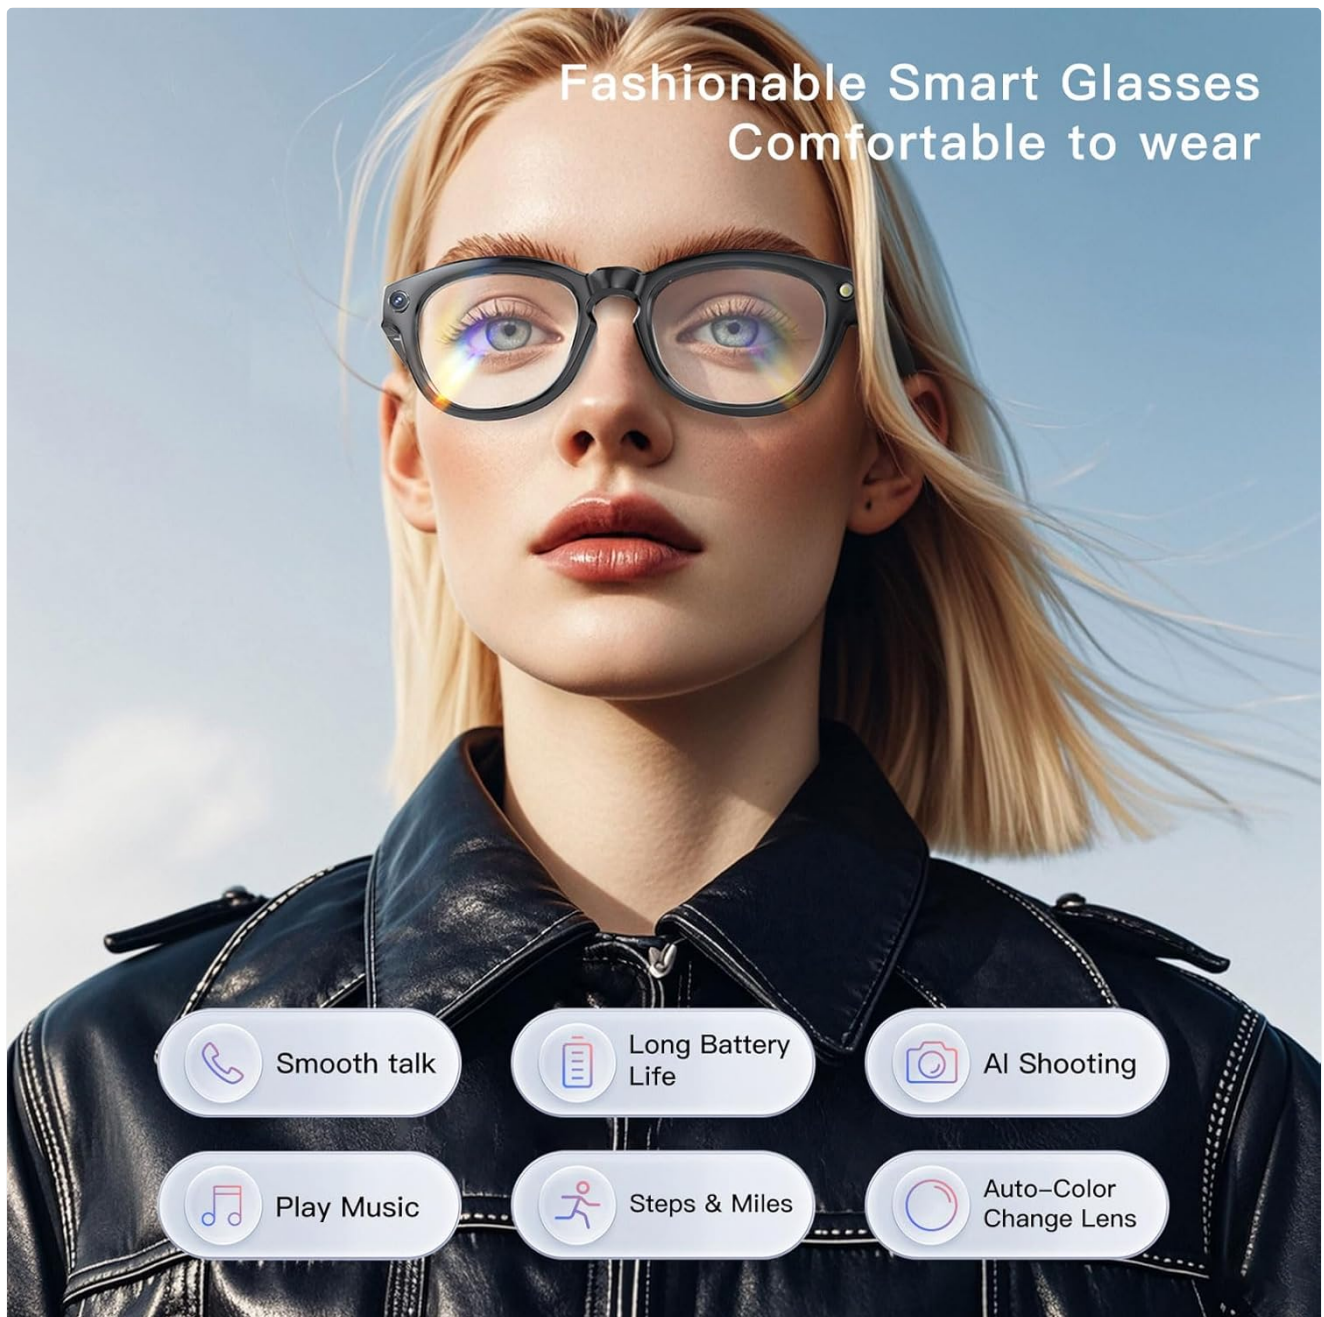 Fashionable Smart Glasses
Comfortable to wear
Smooth talk
Long Battery
Life
AI Shooting
Play Music
Steps & Miles
Auto-Color
Change Lens